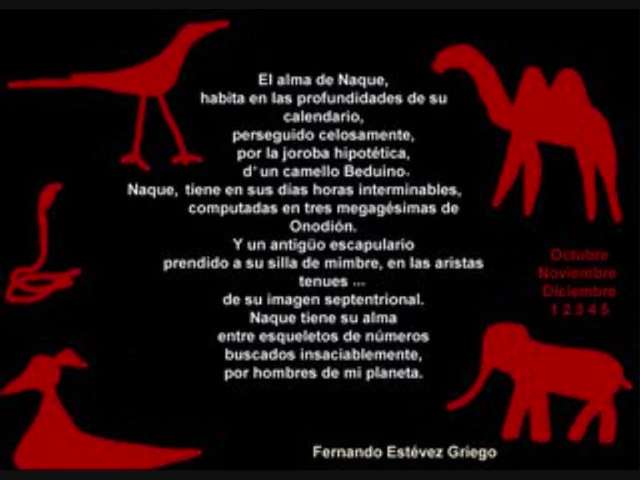 El alma de Naque,
habita en las profundidades de su
calendario,
perseguido celosamente,
por la joroba hipotética,
d' un camello Beduino.
Naque, tiene en sus días horas interminables,
computadas en tres megagésimas de
Onodión.
Y un antigüo escapulario
prendido a su silla de mimbre, en las aristas
tenues ...
de su imagen septentrional.
Naque tiene su alma
entre esqueletos de números
buscados insaciablemente,
por hombres de mi planeta.
Octubre
Noviembre
Diciembre
1 2 3 4 5
Fernando Estévez Griego